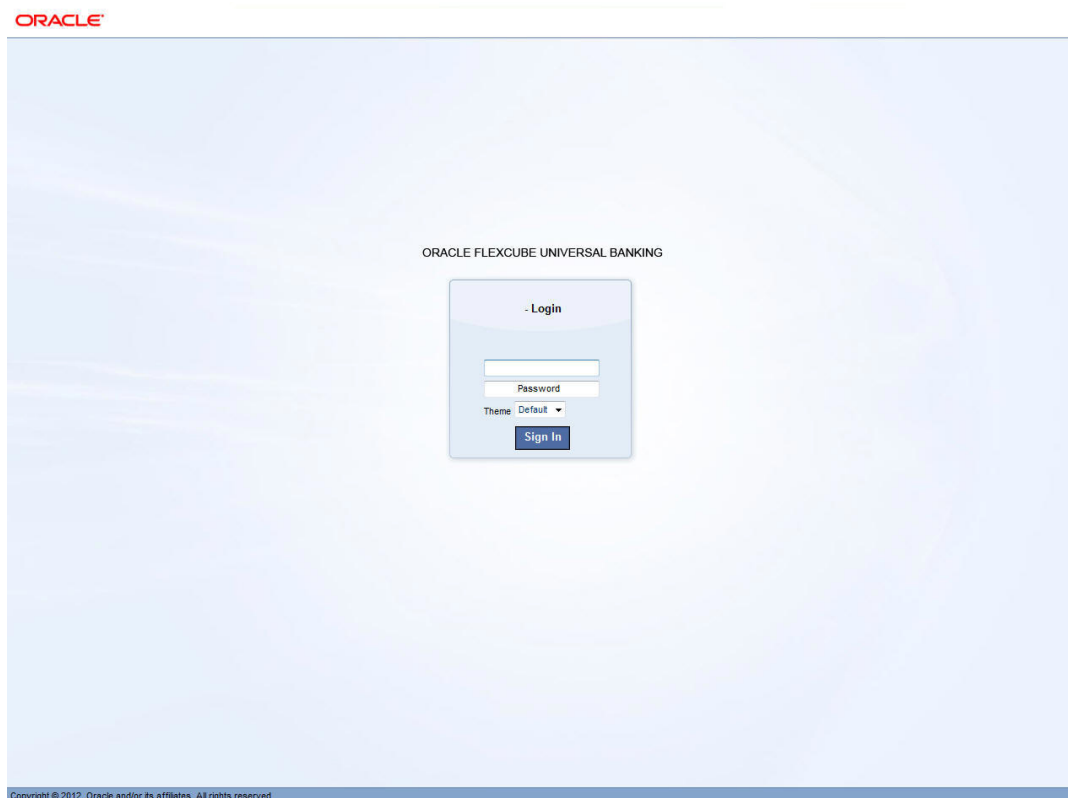 ORACLE
ORACLE FLEXCUBE UNIVERSAL BANKING
- Login
Password
Theme Default
Sign In
Copyright © 2012, Oracle and/or its affiliates. All rights reserved.